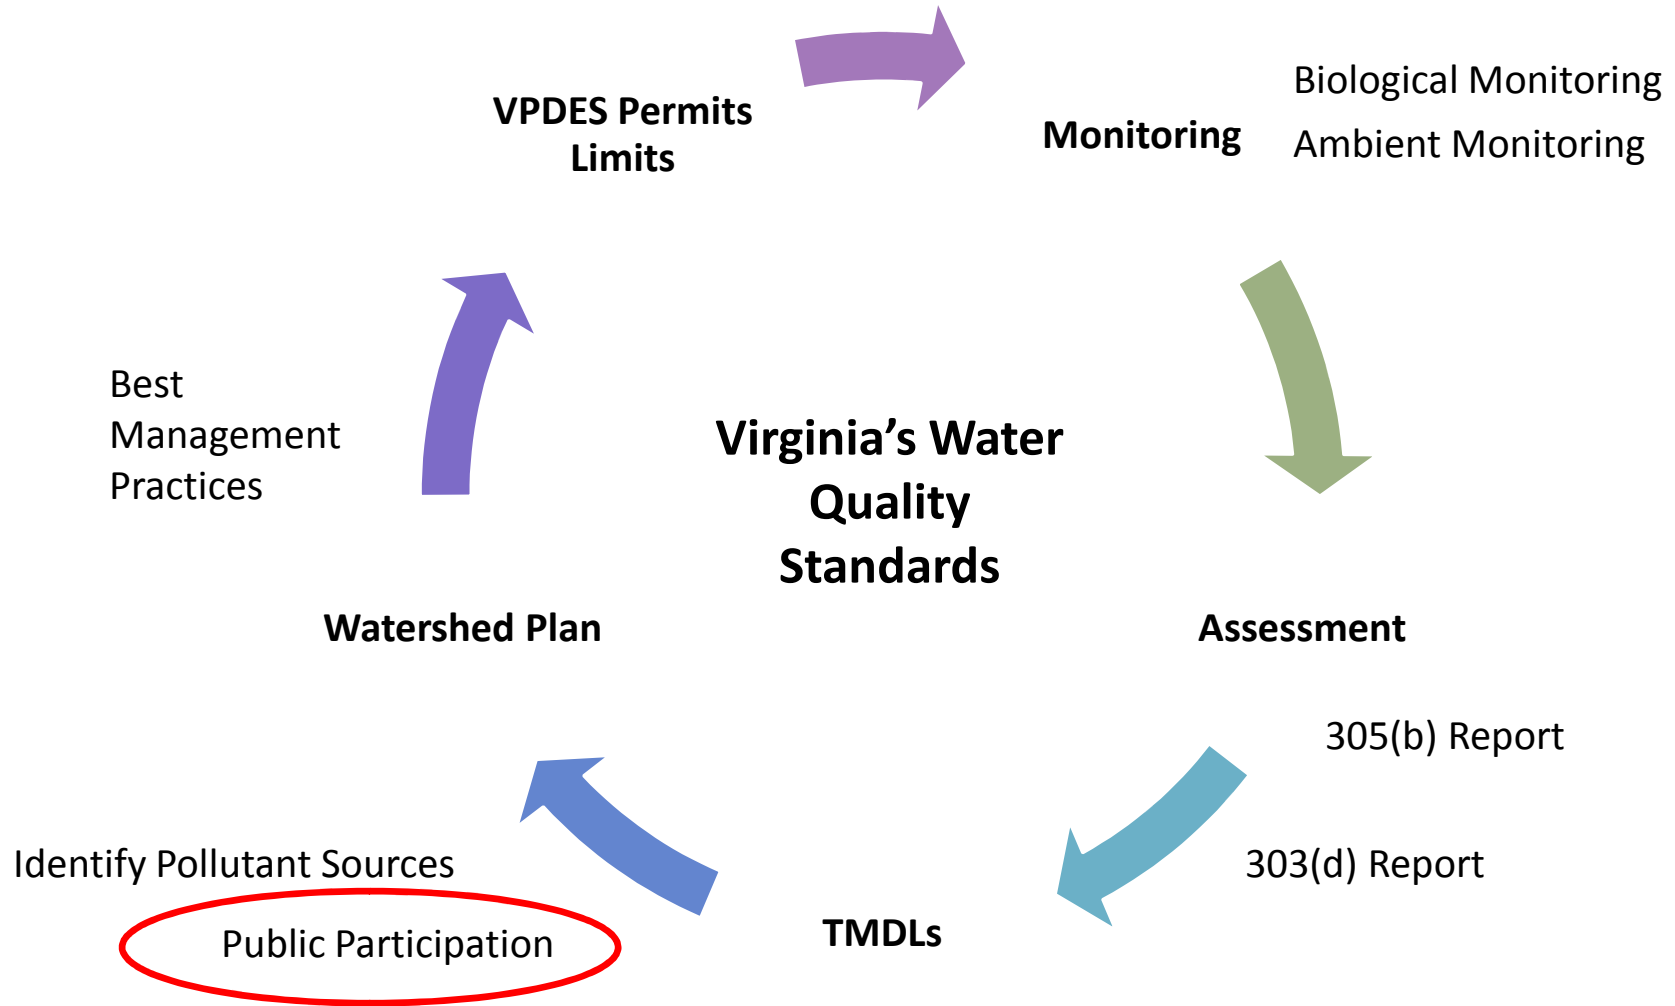 VPDES Permits
Limits
Monitoring
Biological Monitoring
Ambient Monitoring
Best
Management
Practices
Virginia’s Water
Quality
Standards
Watershed Plan
Assessment
305(b) Report
303(d) Report
Identify Pollutant Sources
Public Participation
TMDLs